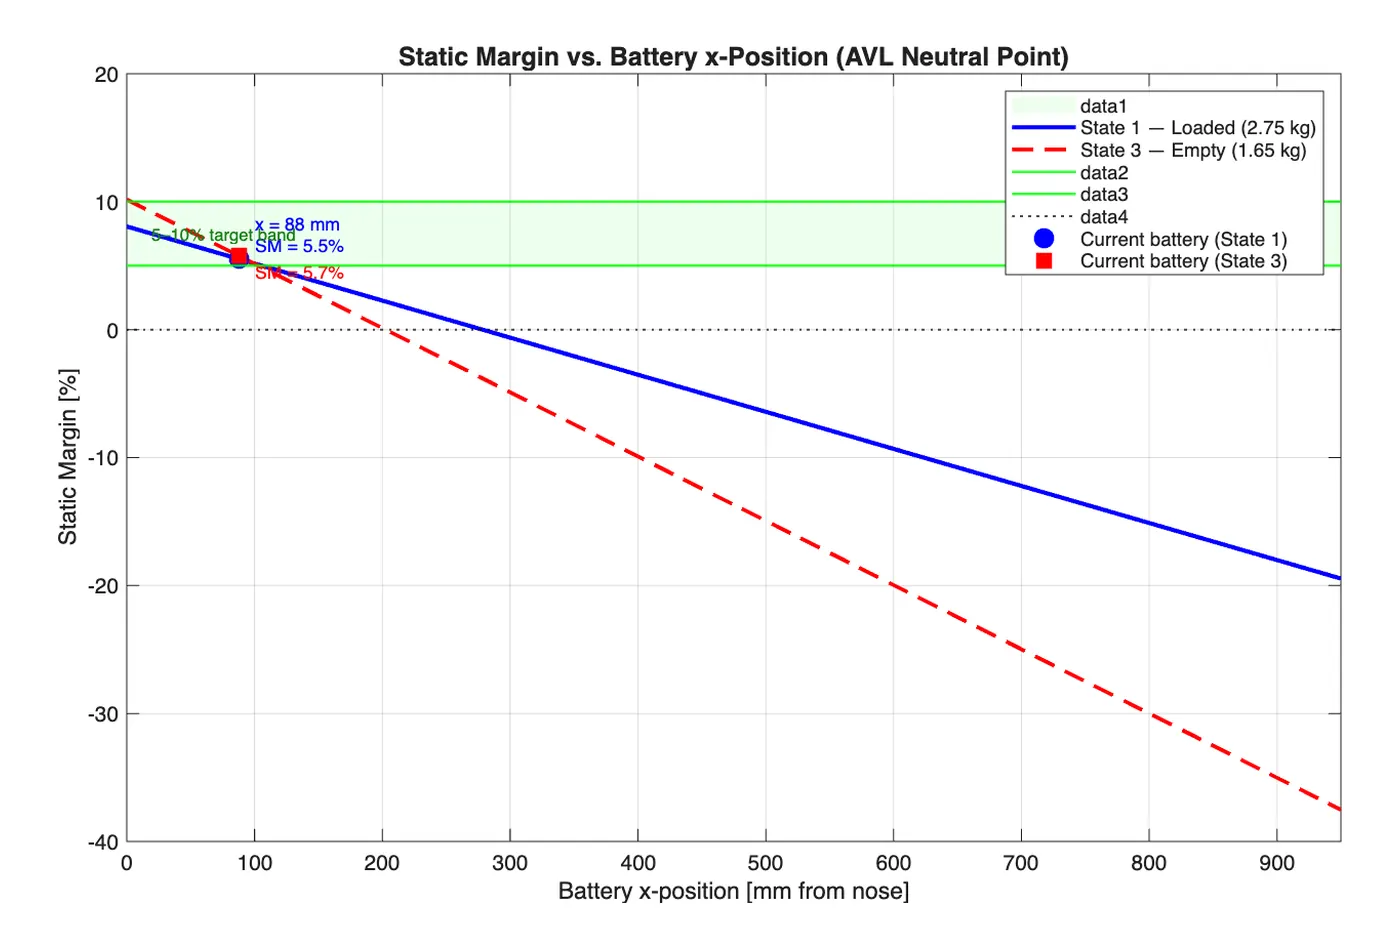 Static Margin vs. Battery x-Position (AVL Neutral Point)
20
10
0
-10
-20
-30
-40
Static Margin [%]
data1
State 1 — Loaded (2.75 kg)
State 3 — Empty (1.65 kg)
data2
data3
data4
Current battery (State 1)
Current battery (State 3)
x = 88 mm
5–10% target band
SM = 5.5%
SM = 5.7%
0
100
200
300
400
500
600
700
800
900
Battery x-position [mm from nose]